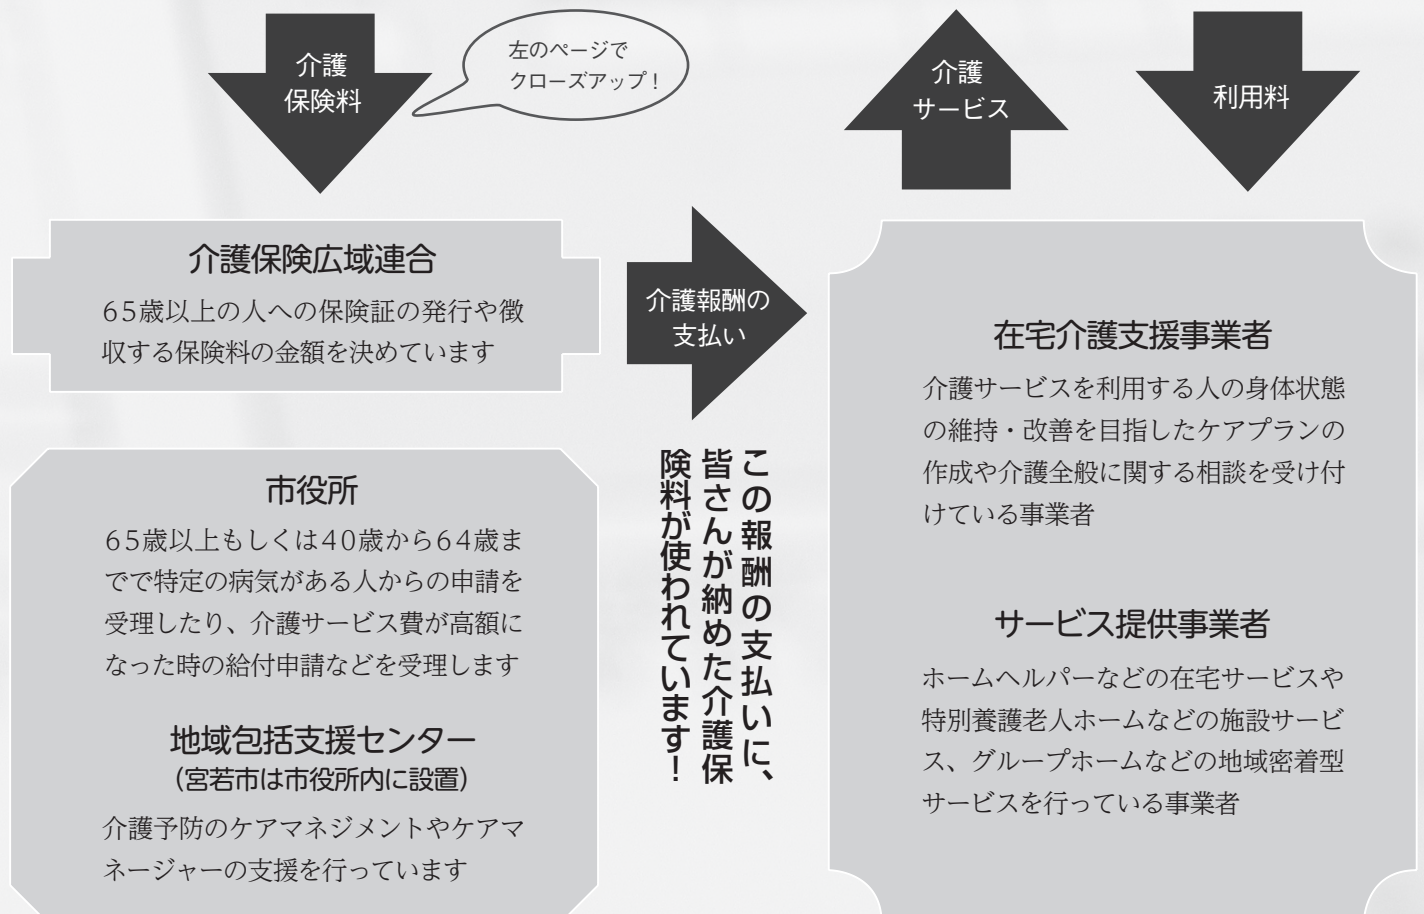 介護
保険料
左のページで
クローズアップ！
介護
サービス
利用料
介護保険広域連合
65歳以上の人への保険証の発行や徴
収する保険料の金額を決めています
介護報酬の
支払い
市役所
65歳以上もしくは40歳から64歳ま
でで特定の病気がある人からの申請を
受理したり、介護サービス費が高額に
なった時の給付申請などを受理します
地域包括支援センター
（宮若市は市役所内に設置）
介護予防のケアマネジメントやケアマ
ネージャーの支援を行っています
この報酬の支払いに、
皆さんが納めた介護保
険料が使われています！
在宅介護支援事業者
介護サービスを利用する人の身体状態
の維持・改善を目指したケアプランの
作成や介護全般に関する相談を受け付
けている事業者
サービス提供事業者
ホームヘルパーなどの在宅サービスや
特別養護老人ホームなどの施設サービ
ス、グループホームなどの地域密着型
サービスを行っている事業者